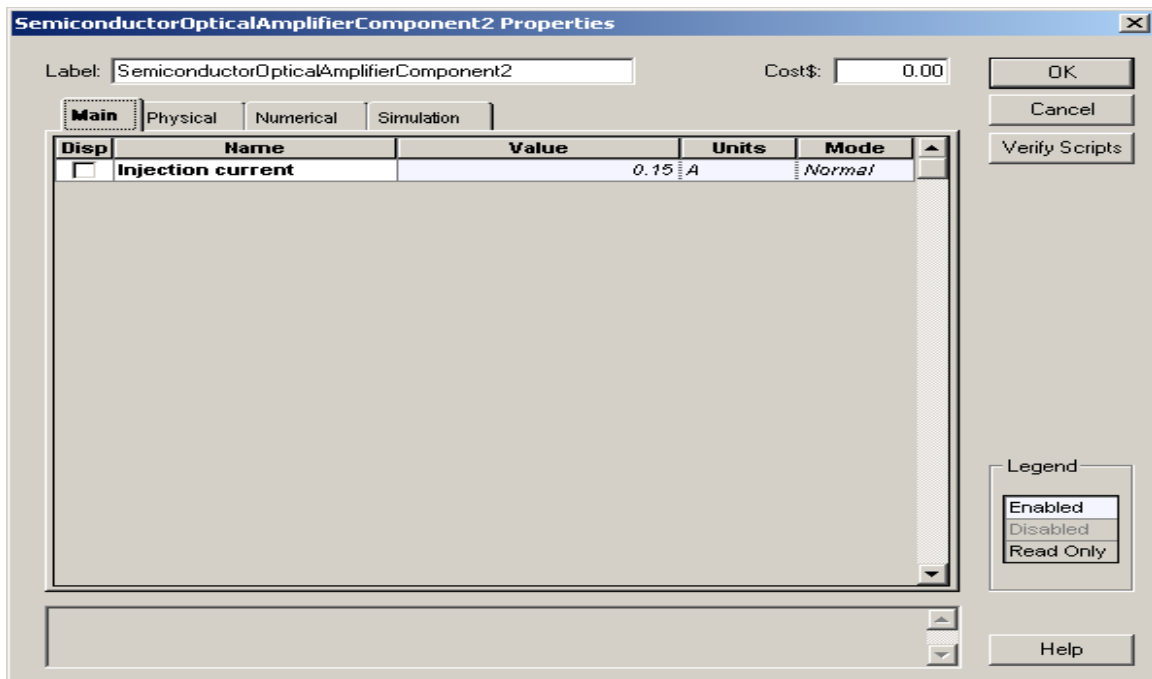 SemiconductorOpticalAmplifierComponent2 Properties
Label: SemiconductorOpticalAmplifierComponent2 Cost$: 0.00
OK
Cancel
Verify Scripts
Main Physical Numerical Simulation
Disp Name Value Units Mode
Injection current 0.15 A Normal
Legend
Enabled
Disabled
Read Only
Help